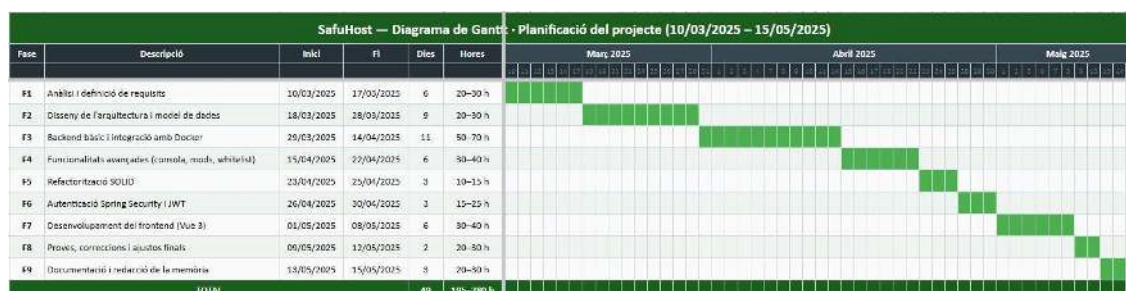 SafuHost — Diagrama de Gantt · Planificació del projecte (10/03/2025 – 15/05/2025)
Fase Descripció Inici Fi Dies Hores Març 2025 Abril 2025 Maig 2025
F1 Anàlisi i definició de requisits 10/03/2025 17/03/2025 6 20–30 h
F2 Disseny de l'arquitectura i model de dades 18/03/2025 28/03/2025 9 20–30 h
F3 Backend bàsic i integració amb Docker 29/03/2025 14/04/2025 11 50–70 h
F4 Funcionalitats avançades (consola, mods, whitelist) 15/04/2025 22/04/2025 6 30–40 h
F5 Refactorització SOLID 23/04/2025 25/04/2025 3 10–15 h
F6 Autenticació Spring Security i JWT 26/04/2025 30/04/2025 3 15–25 h
F7 Desenvolupament del frontend (Vue 3) 01/05/2025 08/05/2025 6 30–40 h
F8 Proves, correccions i ajustos finals 09/05/2025 12/05/2025 2 20–30 h
F9 Documentació i redacció de la memòria 13/05/2025 15/05/2025 3 20–30 h
TOTAL 49